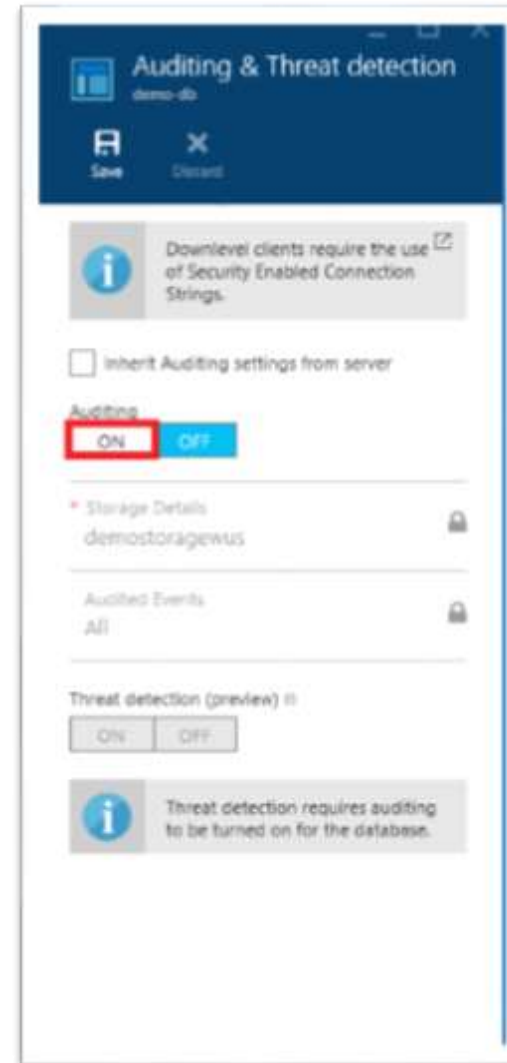 Auditing & Threat detection
demo-db
Save
Discard
Downlevel clients require the use
of Security Enabled Connection
Strings.
Inherit Auditing settings from server
Auditing
ON
OFF
* Storage Details
demostoragewus
Audited Events
All
Threat detection (preview)
ON
OFF
Threat detection requires auditing
to be turned on for the database.